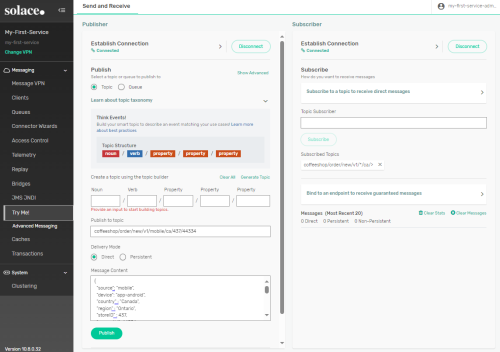 solace.
Send and Receive
My-First-Service
my-first-service
Change VPN
Messaging
Message VPN
Clients
Queues
Connector Wizards
Access Control
Telemetry
Replay
Bridges
JMS JNDI
Try Me!
Advanced Messaging
Caches
Transactions
System
Clustering
Version 10.8.0.32
Publisher
Establish Connection
Connected
Disconnect
Publish
Select a topic or queue to publish to
Show Advanced
Topic
Queue
Learn about topic taxonomy
Think Events!
Build your smart topic to describe an event matching your use cases! Learn more
about best practices
Topic Structure
noun / verb / property / property / property
Create a topic using the topic builder
Clear All
Generate Topic
Noun
Verb
Property
Property
Property
/ / / /
Provide an input to start building topics.
Publish to topic
coffeeshop/order/new/v1/mobile/ca/437/44334
Delivery Mode
Direct
Persistent
Message Content
{
"source": "mobile",
"device": "app-android",
"country": "Canada",
"region": "Ontario",
"storeID": 437,
Publish
Subscriber
Establish Connection
Connected
Disconnect
Subscribe
How do you want to receive messages
Subscribe to a topic to receive direct messages
Topic Subscriber
Subscribe
Subscribed Topics
coffeeshop/order/new/v1/*/ca/>
Bind to an endpoint to receive guaranteed messages
Messages (Most Recent 20)
Clear Stats
Clear Messages
0 Direct 0 Persistent 0 Non-Persistent